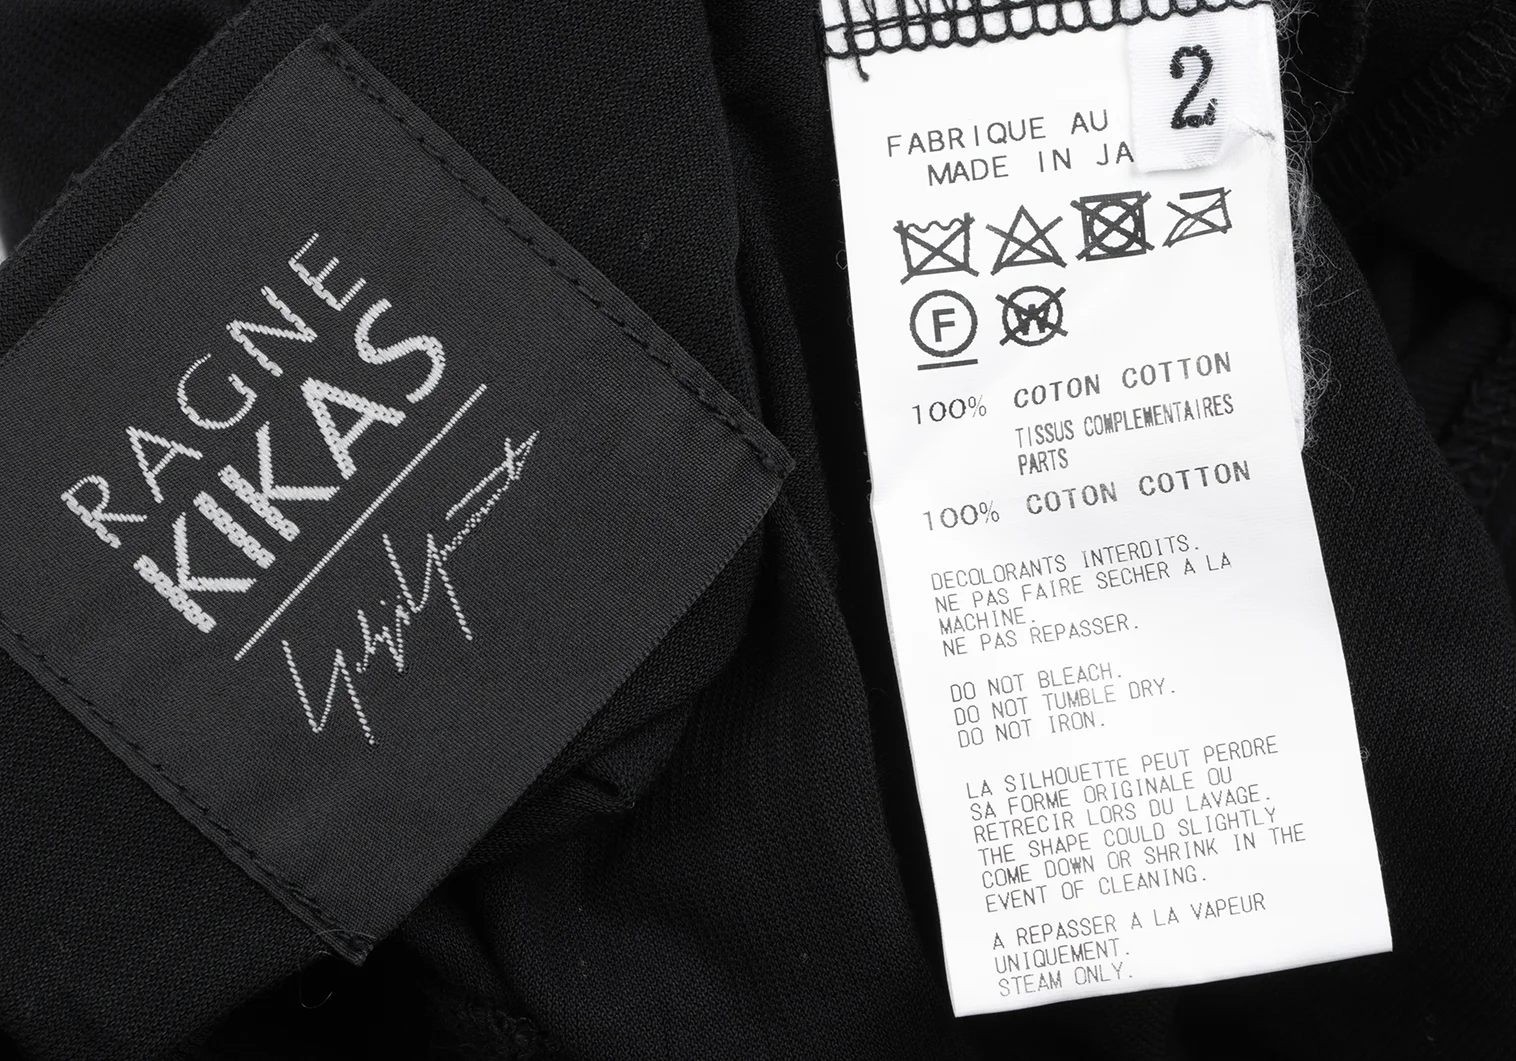 RAGNE
KIKAS
Yohji Yamamoto
2
FABRIQUE AU
MADE IN JA
F
W
100% COTON COTTON
TISSUS COMPLEMENTAIRES
PARTS
100% COTON COTTON
DECOLORANTS INTERDITS.
NE PAS FAIRE SECHER A LA
MACHINE.
NE PAS REPASSER.
DO NOT BLEACH.
DO NOT TUMBLE DRY.
DO NOT IRON.
LA SILHOUETTE PEUT PERDRE
SA FORME ORIGINALE OU
RETRECIR LORS DU LAVAGE.
THE SHAPE COULD SLIGHTLY
COME DOWN OR SHRINK IN THE
EVENT OF CLEANING.
A REPASSER A LA VAPEUR
UNIQUEMENT.
STEAM ONLY.